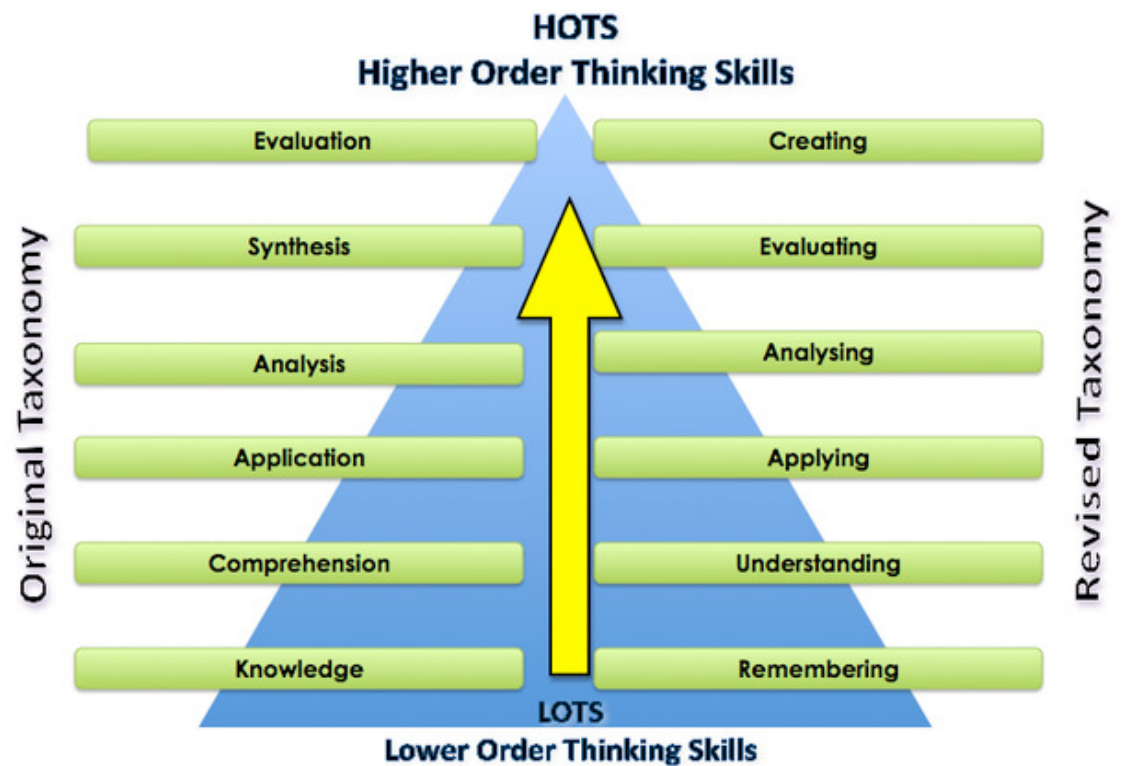 HOTS
Higher Order Thinking Skills
Original Taxonomy
Evaluation
Creating
Synthesis
Evaluating
Analysis
Analysing
Application
Applying
Comprehension
Understanding
Knowledge
Remembering
Revised Taxonomy
LOTS
Lower Order Thinking Skills